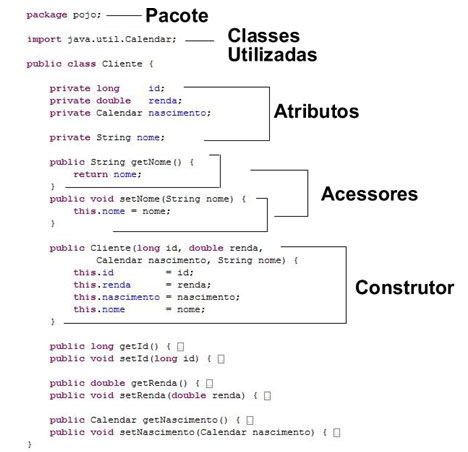 package pojo; Pacote
import java.util.Calendar; Classes Utilizadas
public class Cliente {
private long id;
private double renda;
private Calendar nascimento; Atributos
private String nome;
public String getNome() {
return nome;
}
Acessores
public void setNome(String nome) {
this.nome = nome;
}
public Cliente(long id, double renda,
Calendar nascimento, String nome) {
this.id = id;
this.renda = renda; Construtor
this.nascimento = nascimento;
this.nome = nome;
}
public long getId() {
public void setId(long id) {
public double getRenda() {
public void setRenda(double renda) {
public Calendar getNascimento() {
public void setNascimento(Calendar nascimento) {
}